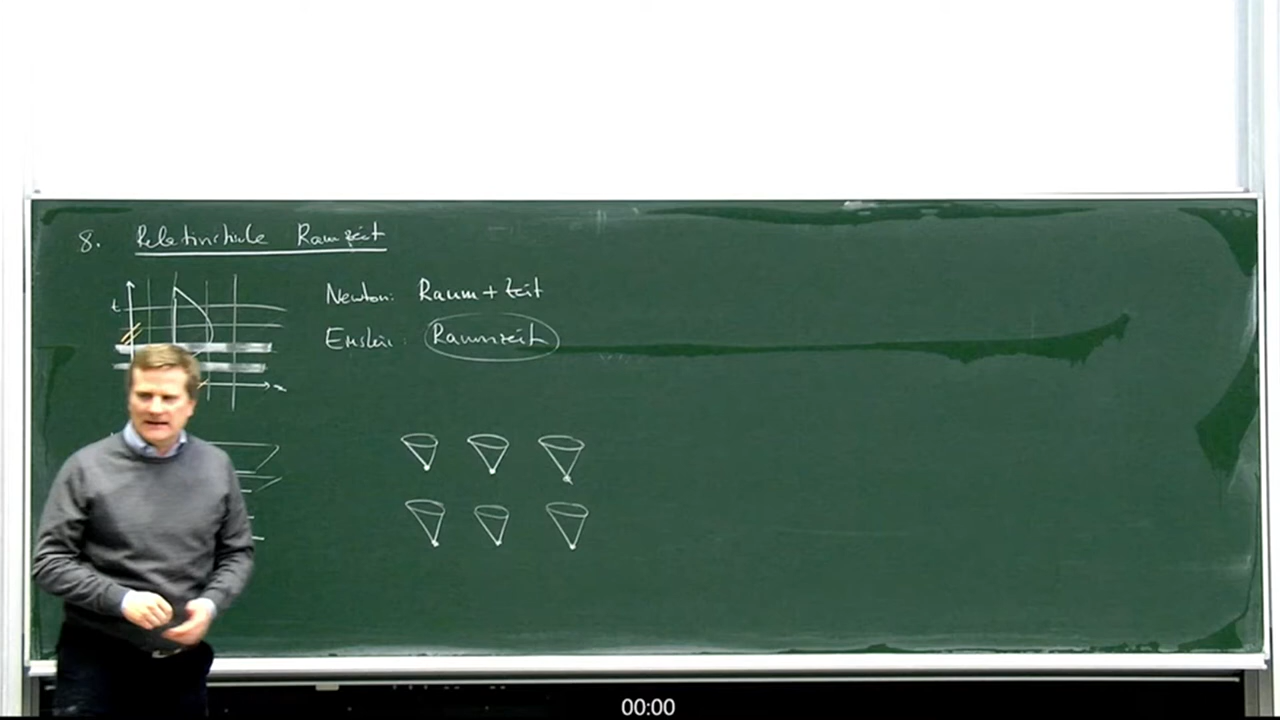 8. Relativistische Raumzeit
t
Newton: Raum + Zeit
Einstein: Raumzeit
x
00:00